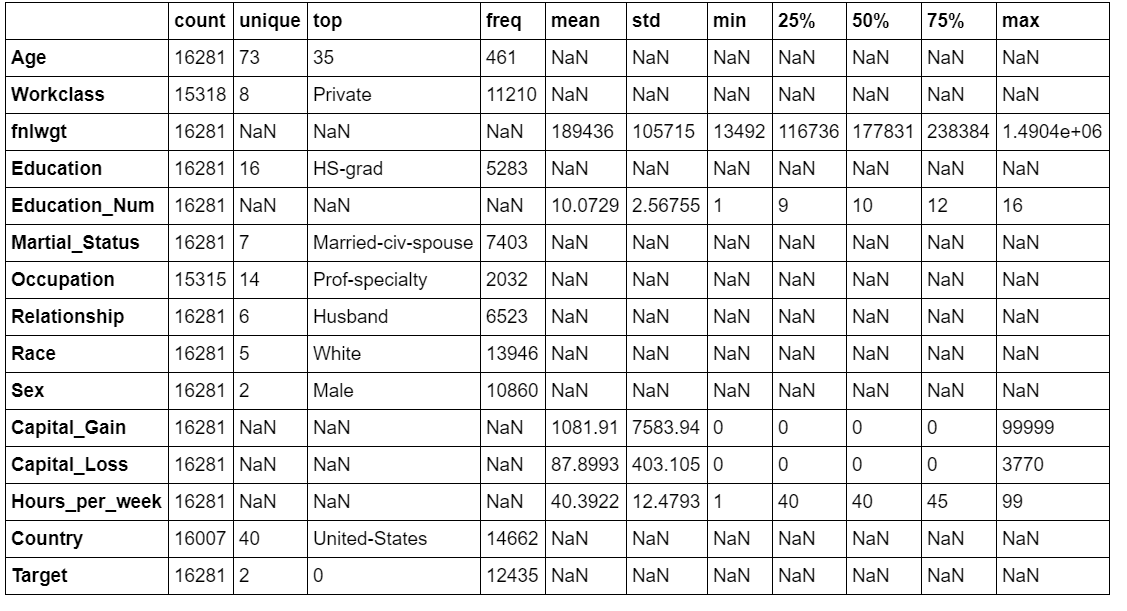 count unique top freq mean std min 25% 50% 75% max
Age 16281 73 35 461 NaN NaN NaN NaN NaN NaN NaN
Workclass 15318 8 Private 11210 NaN NaN NaN NaN NaN NaN NaN
fnlwgt 16281 NaN NaN NaN 189436 105715 13492 116736 177831 238384 1.4904e+06
Education 16281 16 HS-grad 5283 NaN NaN NaN NaN NaN NaN NaN
Education_Num 16281 NaN NaN NaN 10.0729 2.56755 1 9 10 12 16
Martial_Status 16281 7 Married-civ-spouse 7403 NaN NaN NaN NaN NaN NaN NaN
Occupation 15315 14 Prof-specialty 2032 NaN NaN NaN NaN NaN NaN NaN
Relationship 16281 6 Husband 6523 NaN NaN NaN NaN NaN NaN NaN
Race 16281 5 White 13946 NaN NaN NaN NaN NaN NaN NaN
Sex 16281 2 Male 10860 NaN NaN NaN NaN NaN NaN NaN
Capital_Gain 16281 NaN NaN NaN 1081.91 7583.94 0 0 0 0 99999
Capital_Loss 16281 NaN NaN NaN 87.8993 403.105 0 0 0 0 3770
Hours_per_week 16281 NaN NaN NaN 40.3922 12.4793 1 40 40 45 99
Country 16007 40 United-States 14662 NaN NaN NaN NaN NaN NaN NaN
Target 16281 2 0 12435 NaN NaN NaN NaN NaN NaN NaN